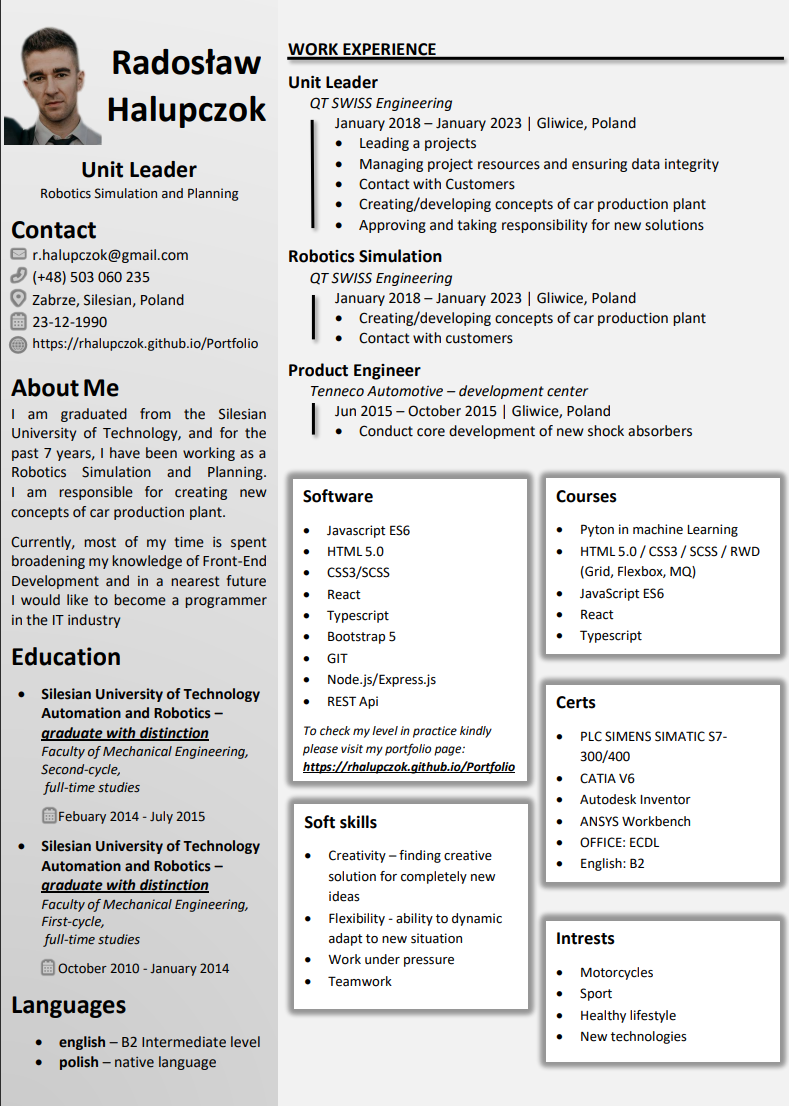 Radosław
Halupczok
Unit Leader
Robotics Simulation and Planning
Contact
r.halupczok@gmail.com
(+48) 503 060 235
Zabrze, Silesian, Poland
23-12-1990
https://rhalupczok.github.io/Portfolio
About Me
I am graduated from the Silesian
University of Technology, and for the
past 7 years, I have been working as a
Robotics Simulation and Planning.
I am responsible for creating new
concepts of car production plant.
Currently, most of my time is spent
broadening my knowledge of Front-End
Development and in a nearest future
I would like to become a programmer
in the IT industry
Education
• Silesian University of Technology
Automation and Robotics –
graduate with distinction
Faculty of Mechanical Engineering,
Second-cycle,
full-time studies
Febuary 2014 - July 2015
• Silesian University of Technology
Automation and Robotics –
graduate with distinction
Faculty of Mechanical Engineering,
First-cycle,
full-time studies
October 2010 - January 2014
Languages
• english – B2 Intermediate level
• polish – native language
WORK EXPERIENCE
Unit Leader
QT SWISS Engineering
January 2018 – January 2023 | Gliwice, Poland
• Leading a projects
• Managing project resources and ensuring data integrity
• Contact with Customers
• Creating/developing concepts of car production plant
• Approving and taking responsibility for new solutions
Robotics Simulation
QT SWISS Engineering
January 2018 – January 2023 | Gliwice, Poland
• Creating/developing concepts of car production plant
• Contact with customers
Product Engineer
Tenneco Automotive – development center
Jun 2015 – October 2015 | Gliwice, Poland
• Conduct core development of new shock absorbers
Software
• Javascript ES6
• HTML 5.0
• CSS3/SCSS
• React
• Typescript
• Bootstrap 5
• GIT
• Node.js/Express.js
• REST Api
To check my level in practice kindly
please visit my portfolio page:
https://rhalupczok.github.io/Portfolio
Soft skills
• Creativity – finding creative
solution for completely new
ideas
• Flexibility - ability to dynamic
adapt to new situation
• Work under pressure
• Teamwork
Courses
• Pyton in machine Learning
• HTML 5.0 / CSS3 / SCSS / RWD
(Grid, Flexbox, MQ)
• JavaScript ES6
• React
• Typescript
Certs
• PLC SIMENS SIMATIC S7-
300/400
• CATIA V6
• Autodesk Inventor
• ANSYS Workbench
• OFFICE: ECDL
• English: B2
Intrests
• Motorcycles
• Sport
• Healthy lifestyle
• New technologies